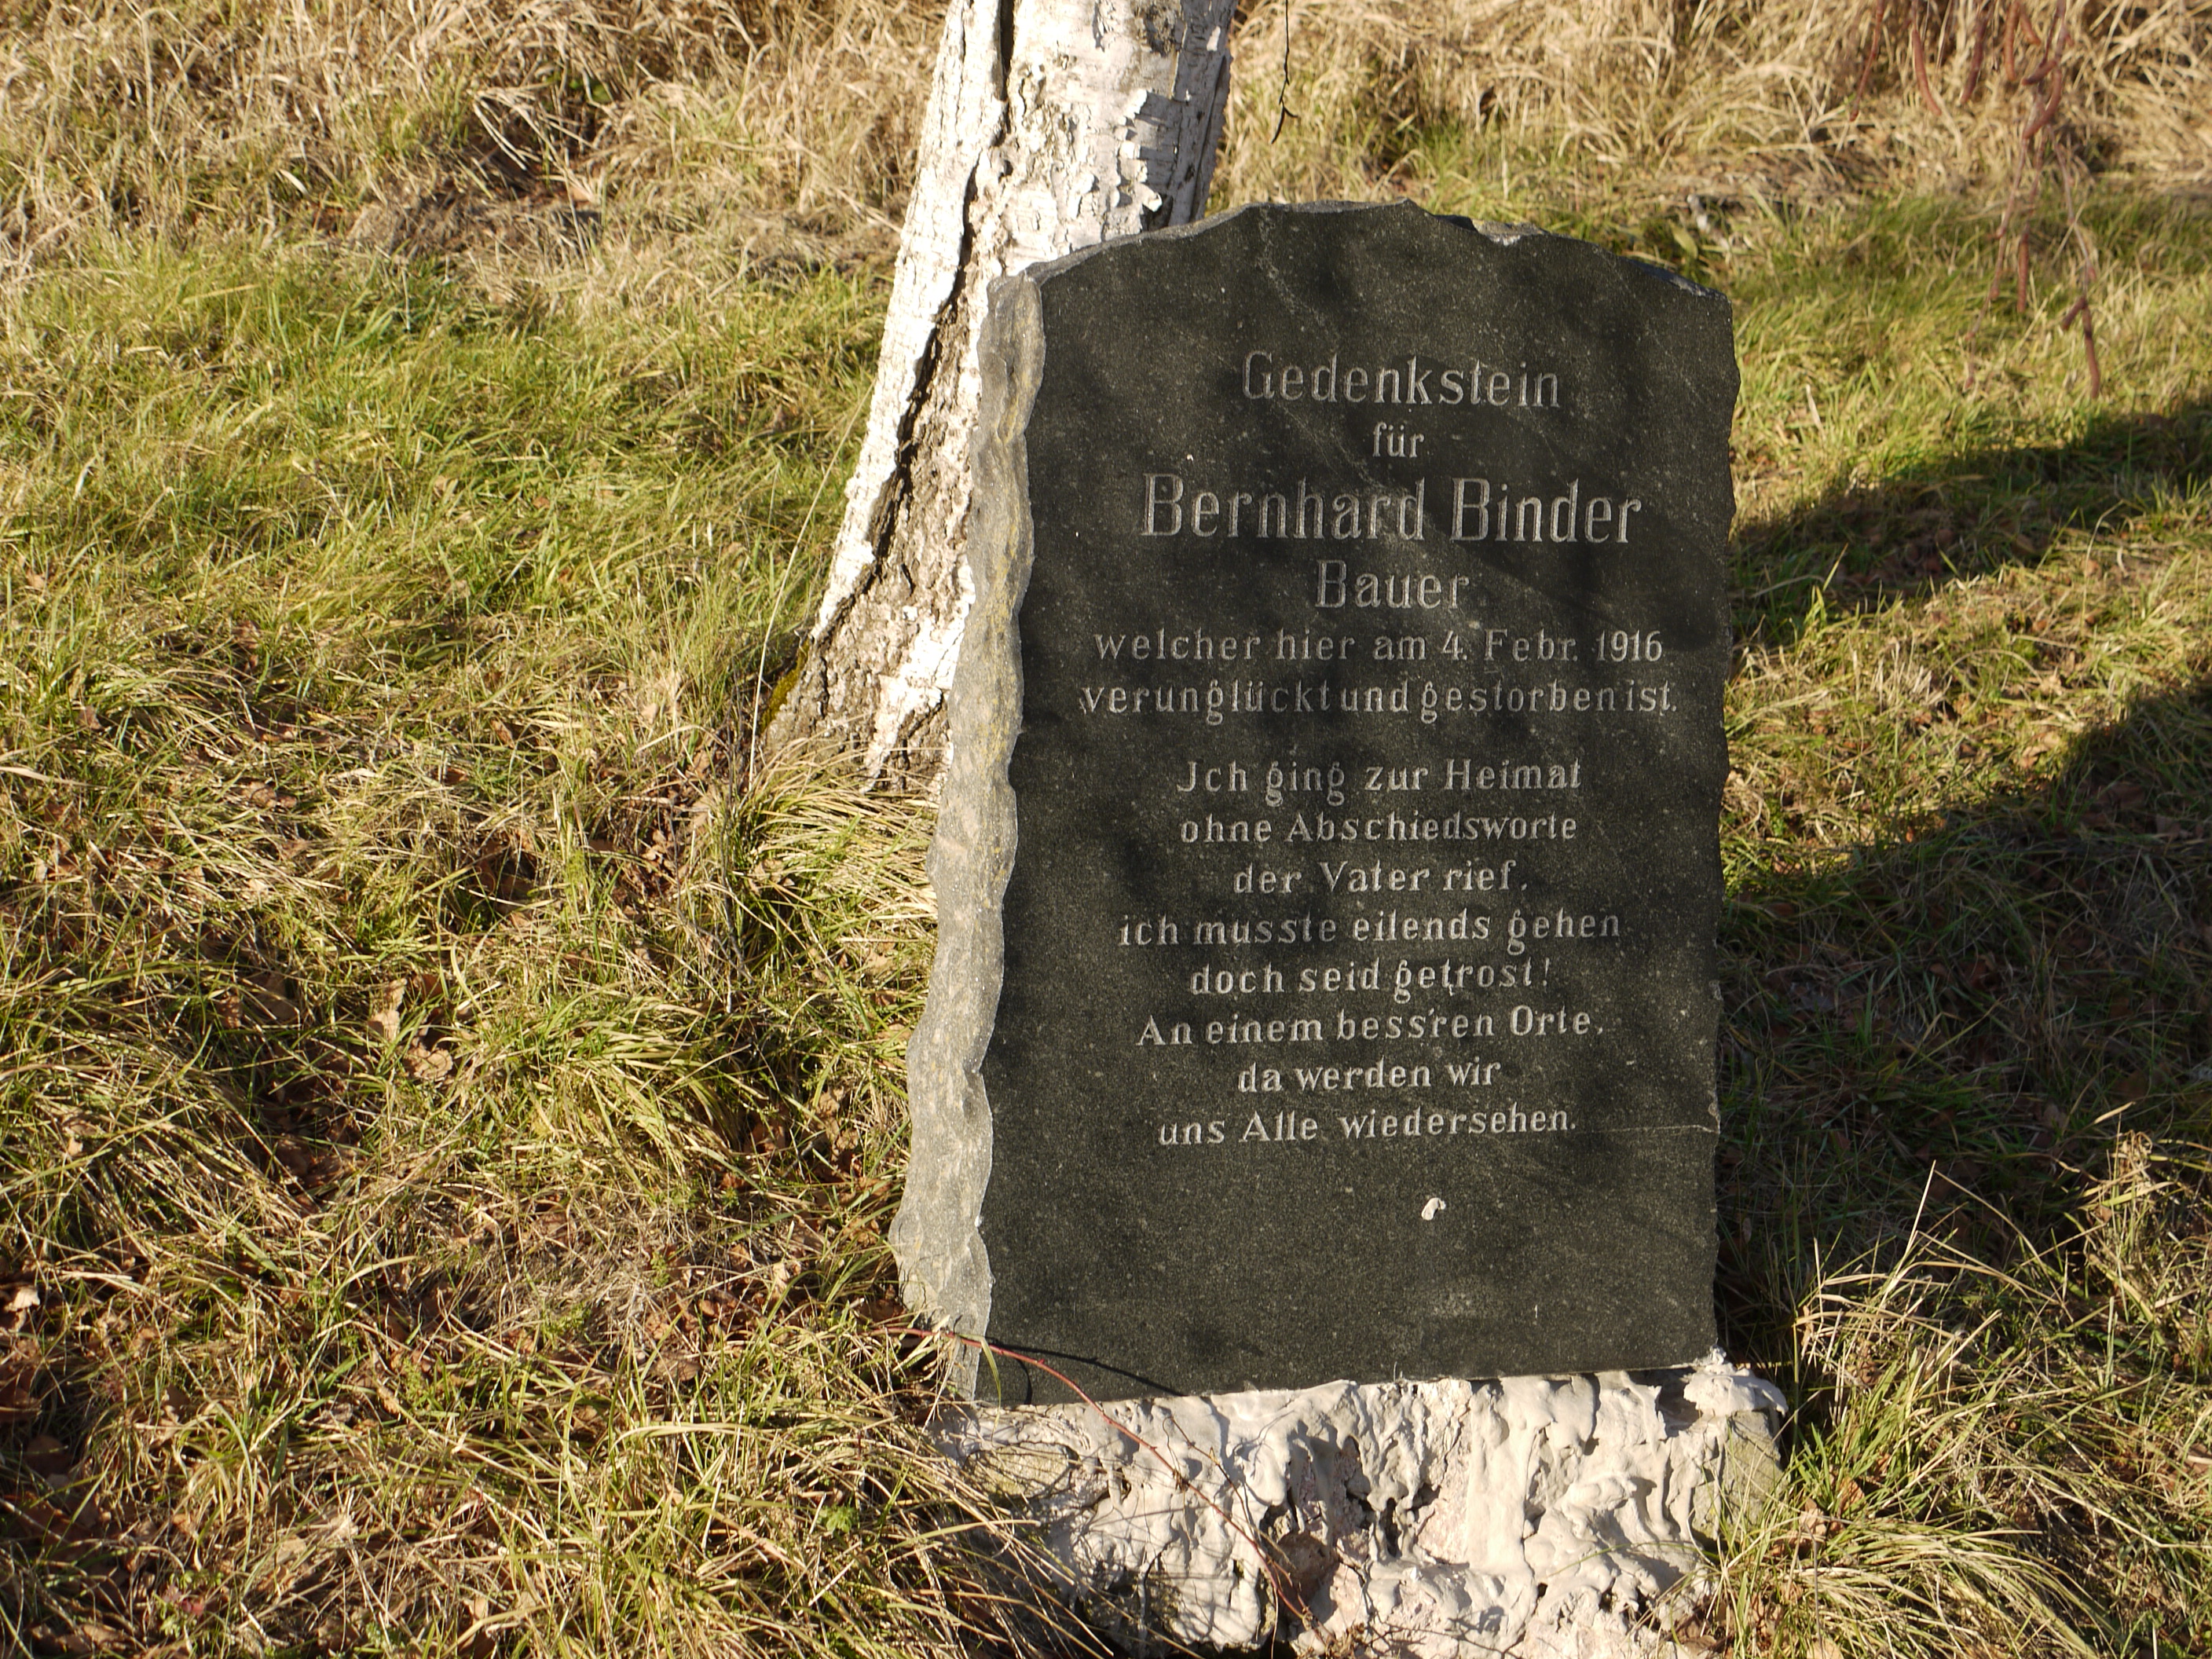 Gedenkstein
für
Bernhard Binder
Bauer
welcher hier am 4. Febr. 1916
verunglückt und gestorben ist.
Jch ging zur Heimat
ohne Abschiedsworte
der Vater rief,
ich musste eilends gehen
doch seid getrost!
An einem bess'ren Orte,
da werden wir
uns Alle wiedersehen.